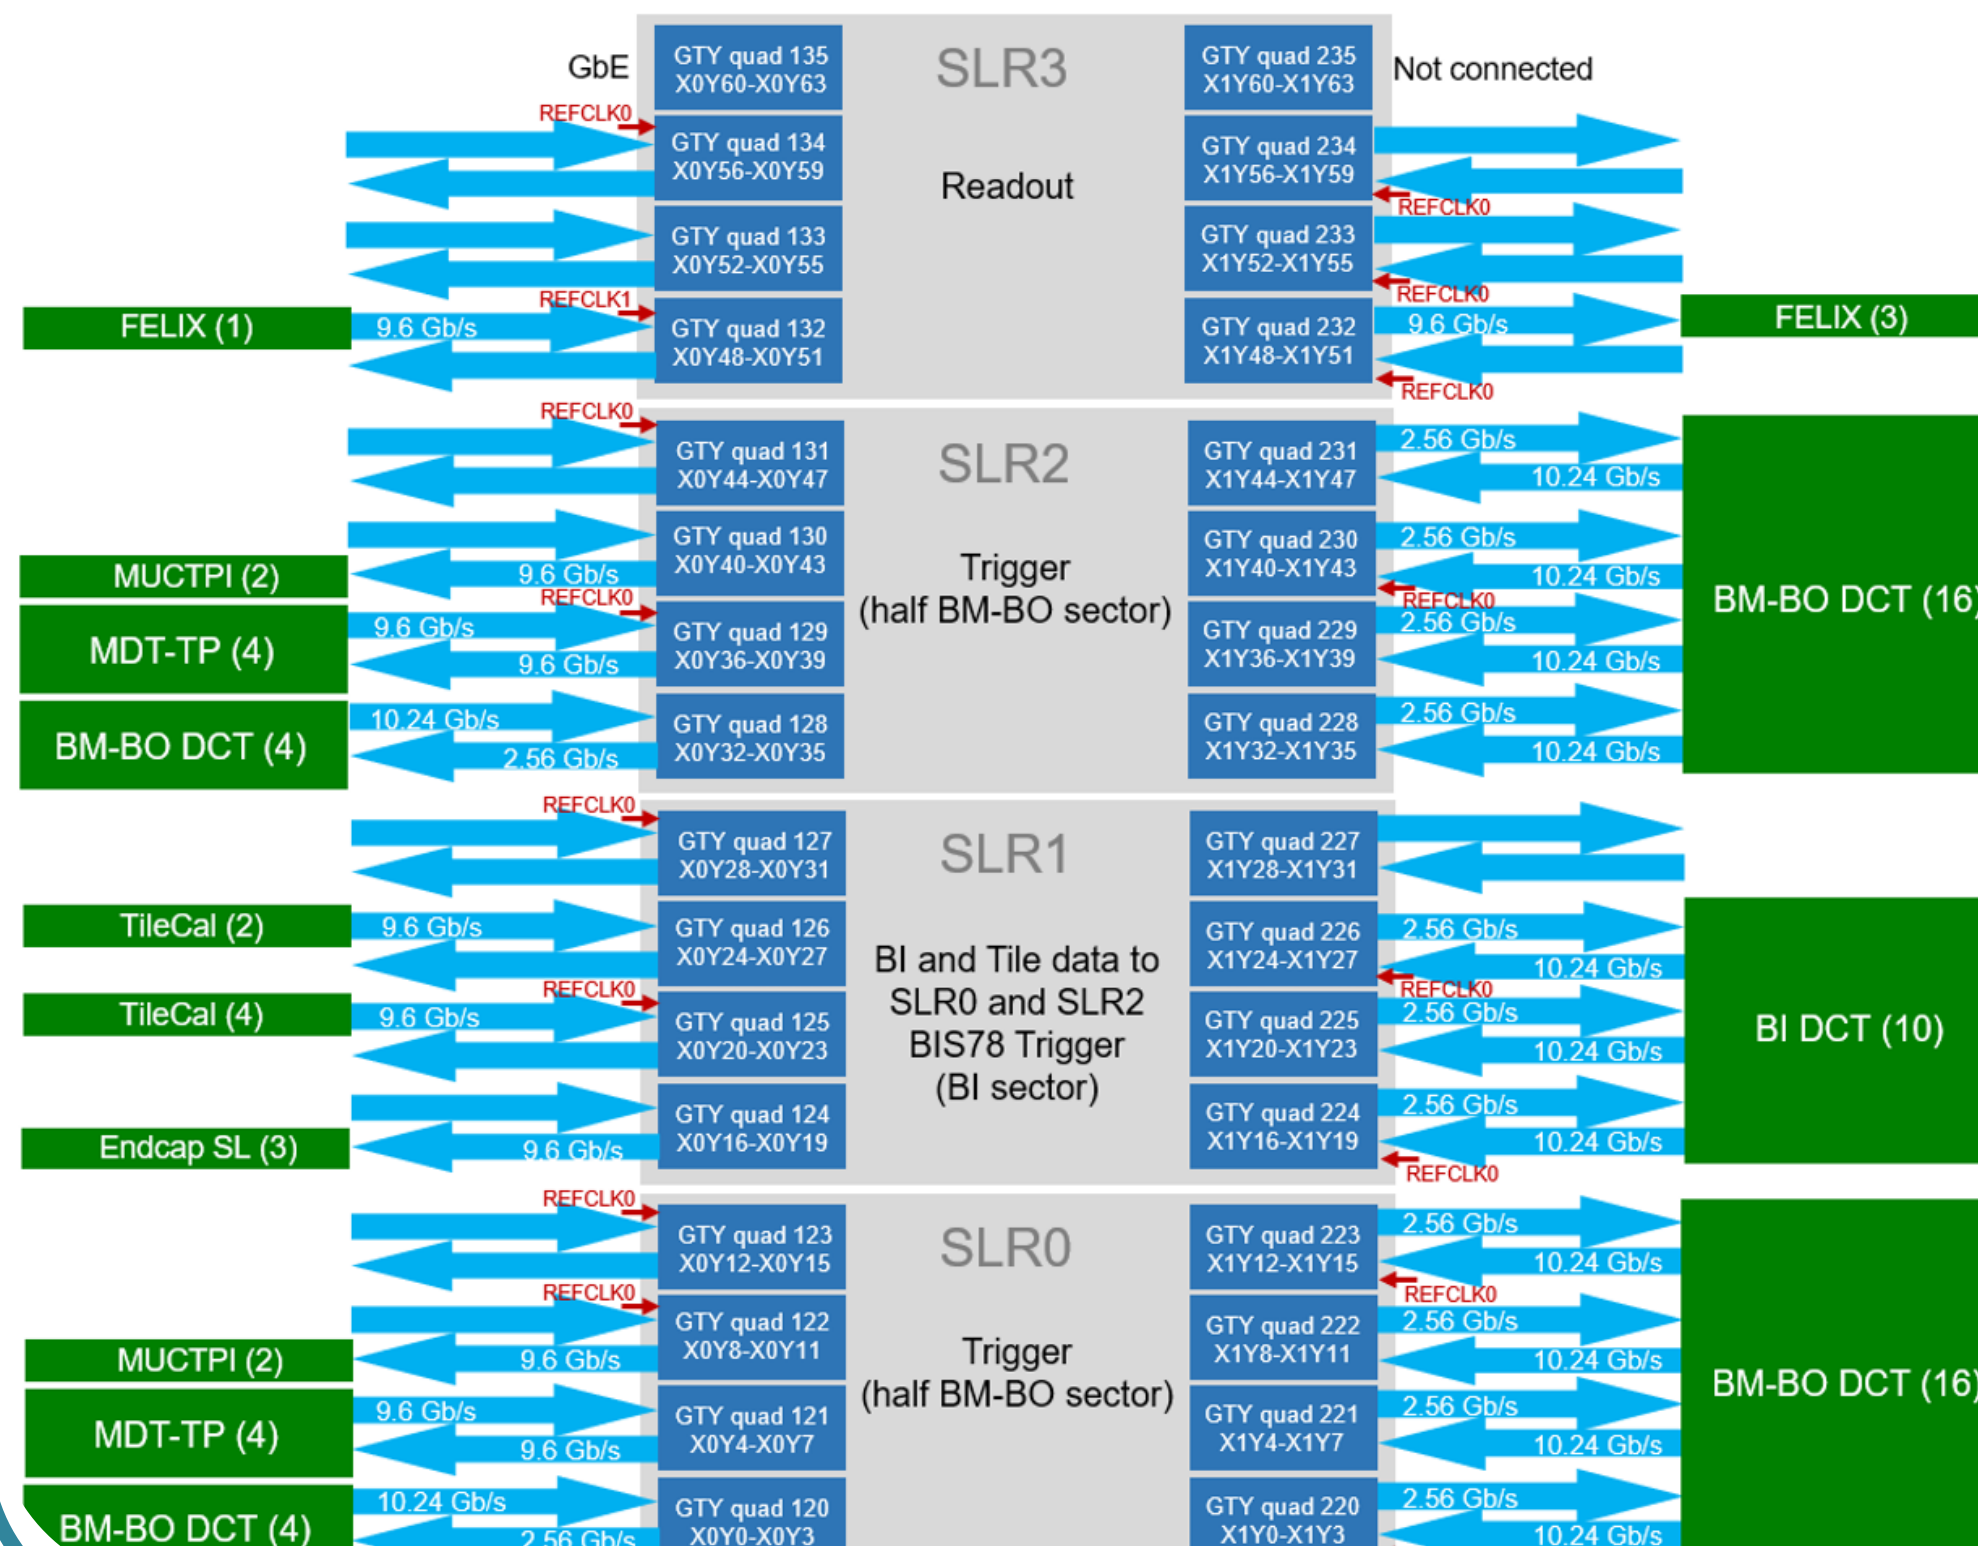 GbE
GTY quad 135
X0Y60-X0Y63
SLR3
GTY quad 235
X1Y60-X1Y63
Not connected
REFCLK0
GTY quad 134
X0Y56-X0Y59
Readout
GTY quad 234
X1Y56-X1Y59
REFCLK0
GTY quad 133
X0Y52-X0Y55
GTY quad 233
X1Y52-X1Y55
REFCLK0
FELIX (1)
9.6 Gb/s
REFCLK1
GTY quad 132
X0Y48-X0Y51
GTY quad 232
X1Y48-X1Y51
9.6 Gb/s
FELIX (3)
REFCLK0
REFCLK0
GTY quad 131
X0Y44-X0Y47
SLR2
GTY quad 231
X1Y44-X1Y47
2.56 Gb/s
10.24 Gb/s
GTY quad 130
X0Y40-X0Y43
MUCTPI (2)
9.6 Gb/s
Trigger
(half BM-BO sector)
GTY quad 230
X1Y40-X1Y43
2.56 Gb/s
10.24 Gb/s
REFCLK0
BM-BO DCT (16)
REFCLK0
MDT-TP (4)
9.6 Gb/s
9.6 Gb/s
GTY quad 129
X0Y36-X0Y39
GTY quad 229
X1Y36-X1Y39
2.56 Gb/s
10.24 Gb/s
BM-BO DCT (4)
10.24 Gb/s
2.56 Gb/s
GTY quad 128
X0Y32-X0Y35
GTY quad 228
X1Y32-X1Y35
2.56 Gb/s
10.24 Gb/s
REFCLK0
GTY quad 127
X0Y28-X0Y31
SLR1
GTY quad 227
X1Y28-X1Y31
TileCal (2)
9.6 Gb/s
GTY quad 126
X0Y24-X0Y27
BI and Tile data to
SLR0 and SLR2
BIS78 Trigger
(BI sector)
GTY quad 226
X1Y24-X1Y27
2.56 Gb/s
10.24 Gb/s
REFCLK0
BI DCT (10)
REFCLK0
TileCal (4)
9.6 Gb/s
GTY quad 125
X0Y20-X0Y23
GTY quad 225
X1Y20-X1Y23
2.56 Gb/s
10.24 Gb/s
Endcap SL (3)
9.6 Gb/s
GTY quad 124
X0Y16-X0Y19
GTY quad 224
X1Y16-X1Y19
2.56 Gb/s
10.24 Gb/s
REFCLK0
REFCLK0
GTY quad 123
X0Y12-X0Y15
SLR0
GTY quad 223
X1Y12-X1Y15
2.56 Gb/s
10.24 Gb/s
REFCLK0
REFCLK0
GTY quad 122
X0Y8-X0Y11
MUCTPI (2)
9.6 Gb/s
Trigger
(half BM-BO sector)
GTY quad 222
X1Y8-X1Y11
2.56 Gb/s
10.24 Gb/s
BM-BO DCT (16)
MDT-TP (4)
9.6 Gb/s
9.6 Gb/s
GTY quad 121
X0Y4-X0Y7
GTY quad 221
X1Y4-X1Y7
2.56 Gb/s
10.24 Gb/s
BM-BO DCT (4)
10.24 Gb/s
2.56 Gb/s
GTY quad 120
X0Y0-X0Y3
GTY quad 220
X1Y0-X1Y3
2.56 Gb/s
10.24 Gb/s